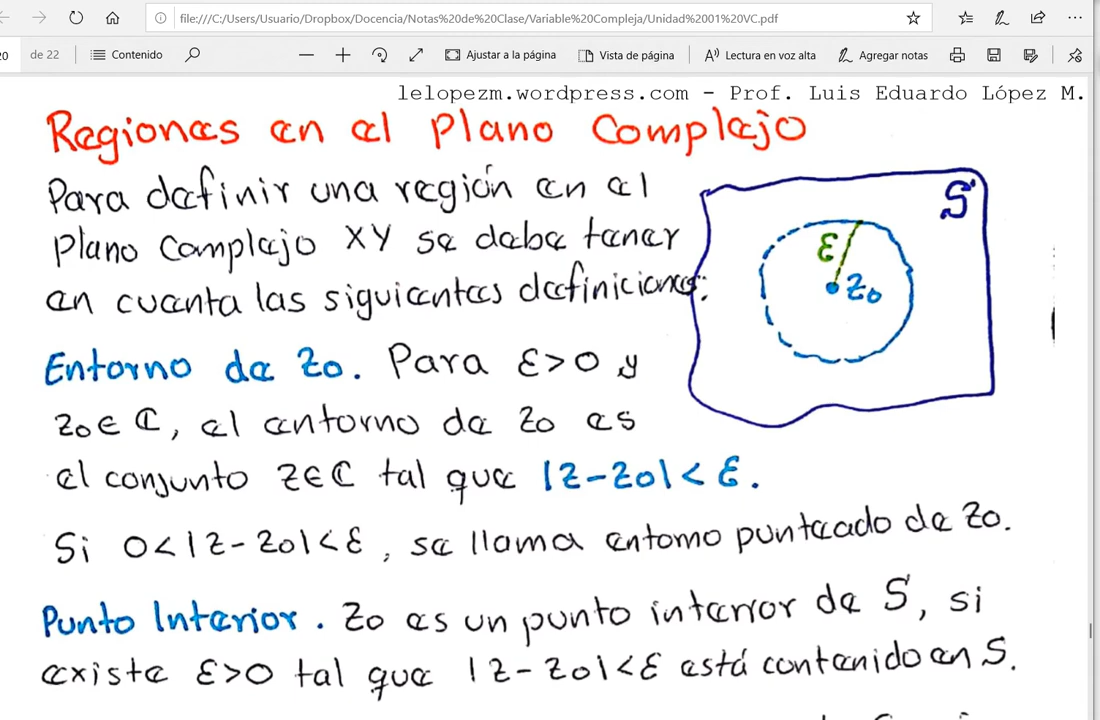 file:///C:/Users/Usuario/Dropbox/Docencia/Notas%20de%20Clase/Variable%20Compleja/Unidad%2001%20VC.pdf
20 de 22 Contenido Ajustar a la página Vista de página Lectura en voz alta Agregar notas
lelopezm.wordpress.com - Prof. Luis Eduardo López M.
Regiones en el Plano Complejo
Para definir una región en el
Plano Complejo XY se debe tener
en cuenta las siguientes definiciones:
S
ε
Z0
Entorno de Z0. Para ε>0 y
Z0∈ℂ, el entorno de Z0 es
el conjunto Z∈ℂ tal que |Z-Z0|<ε.
Si 0<|Z-Z0|<ε, se llama entorno punteado de Z0.
Punto Interior. Z0 es un punto interior de S, si
existe ε>0 tal que |Z-Z0|<ε está contenido en S.